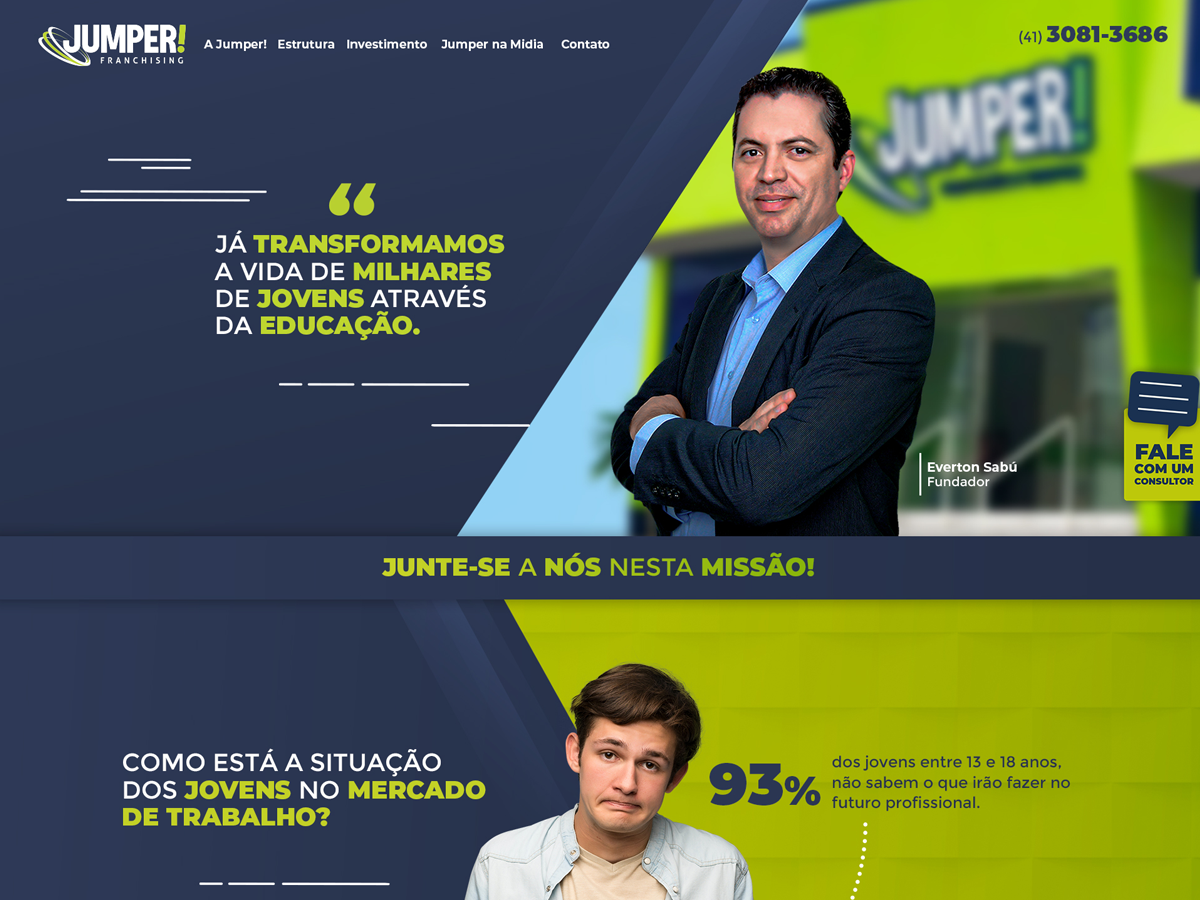 JUMPER!
FRANCHISING
A Jumper! Estrutura Investimento Jumper na Midia Contato
(41) 3081-3686
JUMPER!
“
JÁ TRANSFORMAMOS
A VIDA DE MILHARES
DE JOVENS ATRAVÉS
DA EDUCAÇÃO.
Everton Sabú
Fundador
FALE
COM UM
CONSULTOR
JUNTE-SE A NÓS NESTA MISSÃO!
COMO ESTÁ A SITUAÇÃO
DOS JOVENS NO MERCADO
DE TRABALHO?
93%
dos jovens entre 13 e 18 anos,
não sabem o que irão fazer no
futuro profissional.